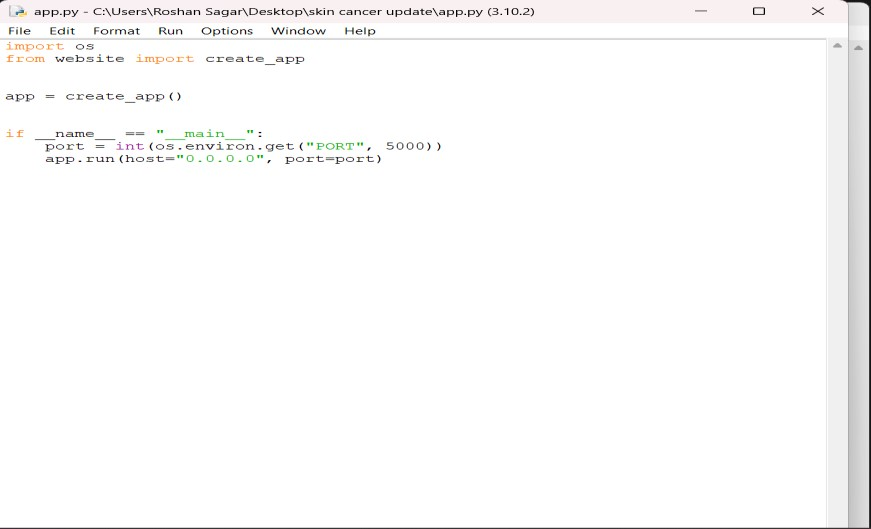 app.py - C:\Users\Roshan Sagar\Desktop\skin cancer update\app.py (3.10.2)
File Edit Format Run Options Window Help
import os
from website import create_app
app = create_app()
if __name__ == "__main__":
    port = int(os.environ.get("PORT", 5000))
    app.run(host="0.0.0.0", port=port)